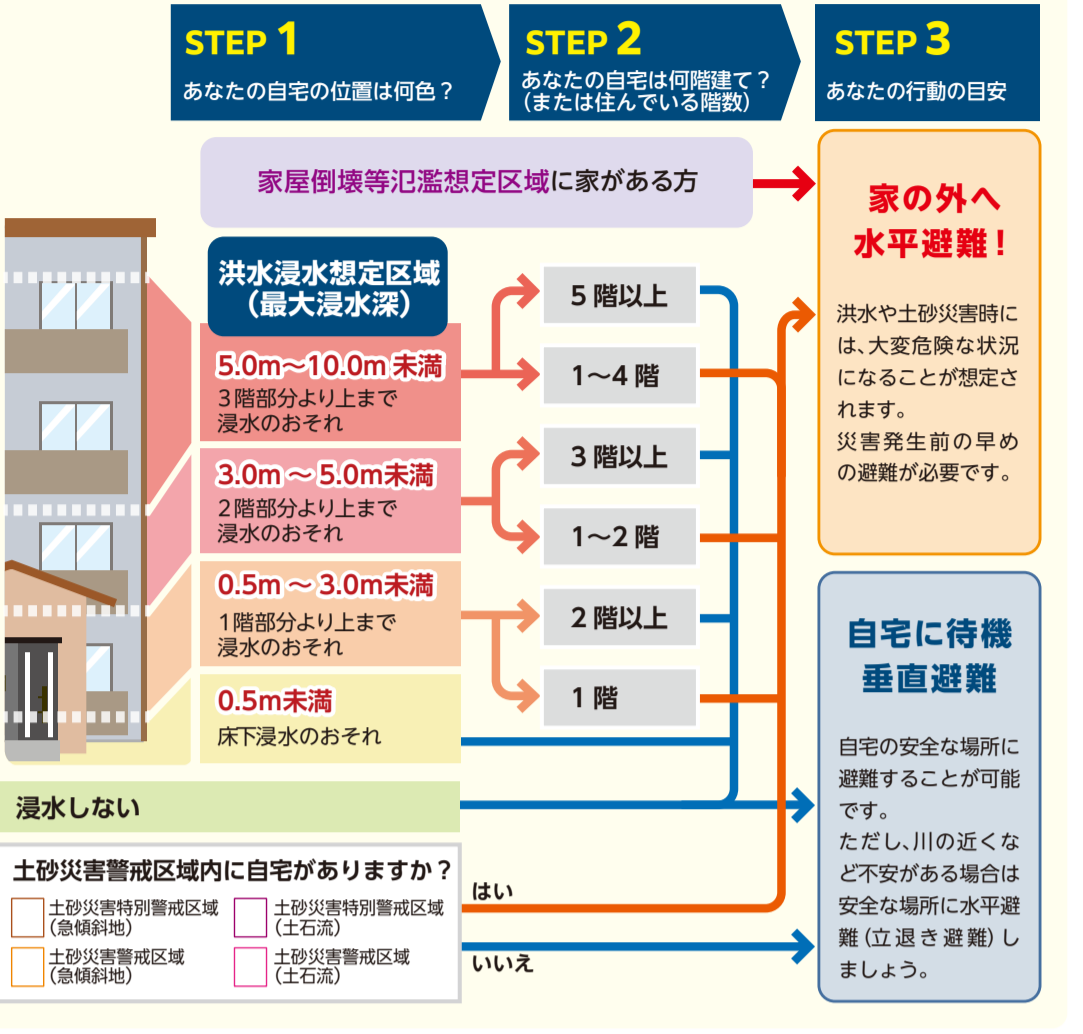 STEP 1
あなたの自宅の位置は何色？
STEP 2
あなたの自宅は何階建て？
（または住んでいる階数）
STEP 3
あなたの行動の目安
家屋倒壊等氾濫想定区域に家がある方
洪水浸水想定区域
（最大浸水深）
5.0m～10.0m 未満
3階部分より上まで
浸水のおそれ
3.0m ～ 5.0m未満
2階部分より上まで
浸水のおそれ
0.5m ～ 3.0m未満
1階部分より上まで
浸水のおそれ
0.5m未満
床下浸水のおそれ
浸水しない
5 階以上
1～4 階
3 階以上
1～2 階
2 階以上
1 階
土砂災害警戒区域内に自宅がありますか？
土砂災害特別警戒区域
（急傾斜地）
土砂災害特別警戒区域
（土石流）
土砂災害警戒区域
（急傾斜地）
土砂災害警戒区域
（土石流）
はい
いいえ
家の外へ
水平避難！
洪水や土砂災害時に
は、大変危険な状況
になることが想定さ
れます。
災害発生前の早め
の避難が必要です。
自宅に待機
垂直避難
自宅の安全な場所に
避難することが可能
です。
ただし、川の近くな
ど不安がある場合は
安全な場所に水平避
難（立退き避難）し
ましょう。